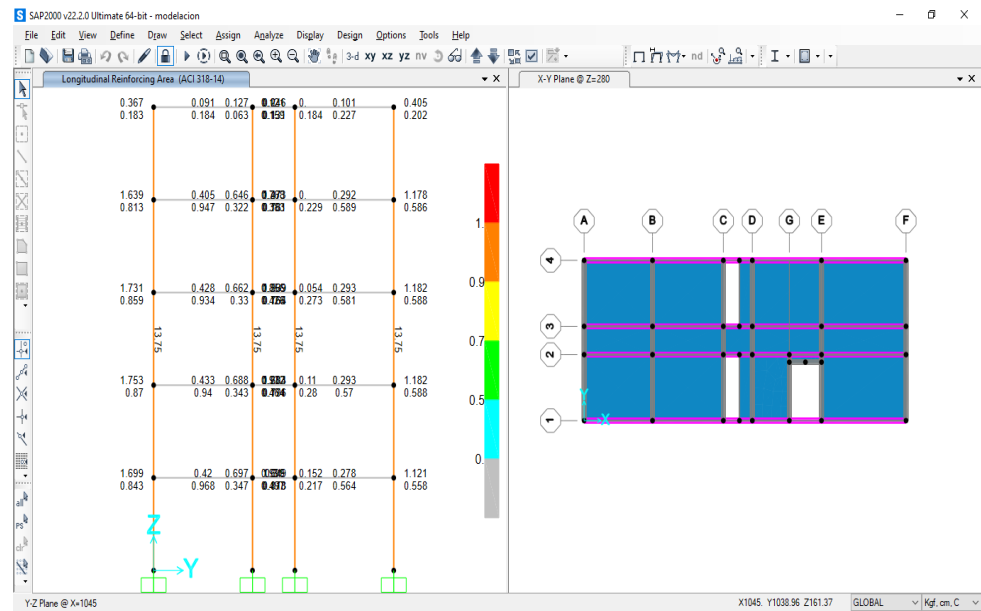 SAP2000 v22.2.0 Ultimate 64-bit - modelacion
File Edit View Define Draw Select Assign Analyze Display Design Options Tools Help
3-d xy xz yz nv
nd
Longitudinal Reinforcing Area (ACI 318-14)
X-Y Plane @ Z=280
0.367 0.091 0.127 0. 0.101 0.405
0.183 0.184 0.063 0.184 0.227 0.202
1.639 0.405 0.646 0. 0.292 1.178
0.813 0.947 0.322 0.229 0.589 0.586
1.731 0.428 0.662 0.054 0.293 1.182
0.859 0.934 0.33 0.273 0.581 0.588
13.75 13.75 13.75 13.75
1.753 0.433 0.688 0.11 0.293 1.182
0.87 0.94 0.343 0.28 0.57 0.588
1.699 0.42 0.697 0.152 0.278 1.121
0.843 0.968 0.347 0.217 0.564 0.558
Z
Y
1.
0.9
0.7
0.5
0.
A B C D G E F
4
3
2
1
Y
X
all
PS
clr
Y-Z Plane @ X=1045
X1045. Y1038.96 Z161.37
GLOBAL
Kgf, cm, C